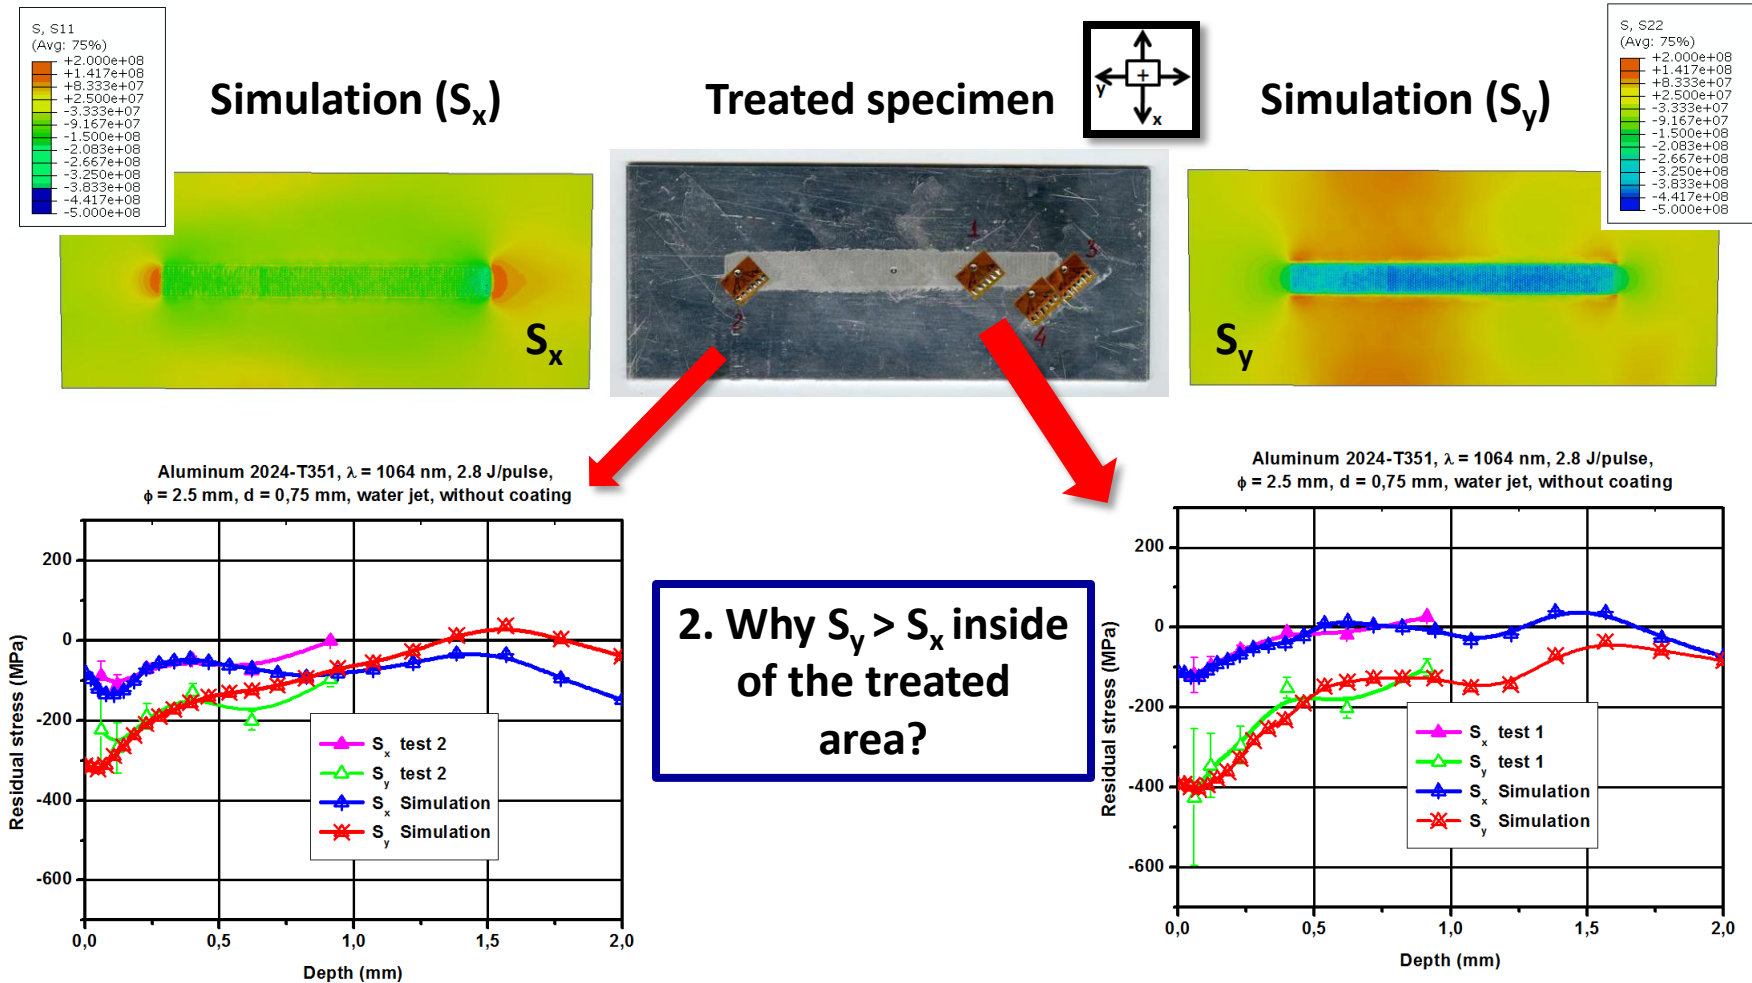 S, S11
(Avg: 75%)
+2.000e+08
+1.417e+08
+8.333e+07
+2.500e+07
-3.333e+07
-9.167e+07
-1.500e+08
-2.083e+08
-2.667e+08
-3.250e+08
-3.833e+08
-4.417e+08
-5.000e+08
Simulation (Sx)
Treated specimen
+
y
x
Simulation (Sy)
S, S22
(Avg: 75%)
+2.000e+08
+1.417e+08
+8.333e+07
+2.500e+07
-3.333e+07
-9.167e+07
-1.500e+08
-2.083e+08
-2.667e+08
-3.250e+08
-3.833e+08
-4.417e+08
-5.000e+08
Sx
1
2
3
4
Sy
Aluminum 2024-T351, λ = 1064 nm, 2.8 J/pulse,
ϕ = 2.5 mm, d = 0,75 mm, water jet, without coating
Residual stress (MPa)
200
0
-200
-400
-600
Sx test 2
Sy test 2
Sx Simulation
Sy Simulation
0,0 0,5 1,0 1,5 2,0
Depth (mm)
2. Why Sy > Sx inside
of the treated
area?
Aluminum 2024-T351, λ = 1064 nm, 2.8 J/pulse,
ϕ = 2.5 mm, d = 0,75 mm, water jet, without coating
Residual stress (MPa)
200
0
-200
-400
-600
Sx test 1
Sy test 1
Sx Simulation
Sy Simulation
0,0 0,5 1,0 1,5 2,0
Depth (mm)